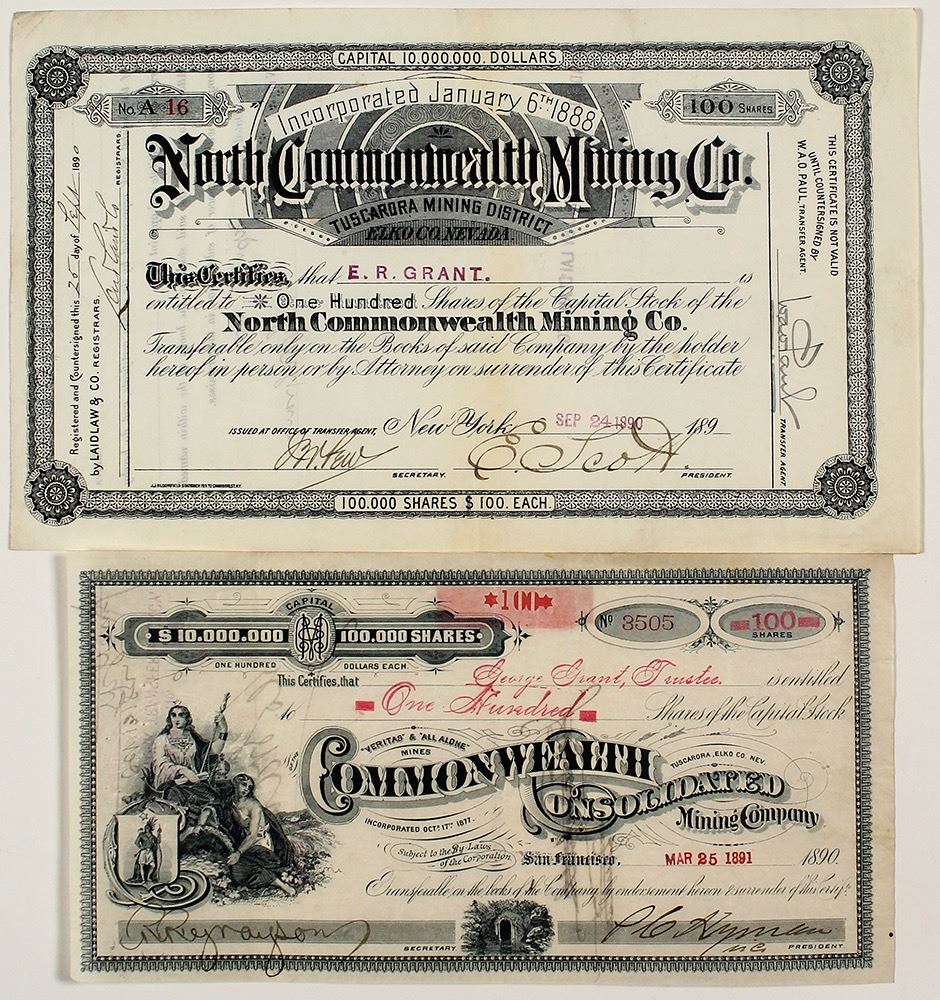 CAPITAL 10.000.000. DOLLARS.
No. A 16
Incorporated January 6TH 1888
100 SHARES
North Commonwealth Mining Co.
TUSCARORA MINING DISTRICT
ELKO CO. NEVADA.
This Certifies, that E. R. GRANT. is
entitled to One Hundred Shares of the Capital Stock of the
North Commonwealth Mining Co.
Transferable only on the Books of said Company by the holder
hereof in person or by Attorney on surrender of this Certificate
ISSUED AT OFFICE OF TRANSFER AGENT, New York SEP 24 1890 189
E. Scott
SECRETARY. PRESIDENT.
100.000 SHARES $ 100. EACH.
Registered and Countersigned this 25 day of Sept 1890
by LAIDLAW & CO. REGISTRARS.
Laidlaw & Co
REGISTRARS.
THIS CERTIFICATE IS NOT VALID
UNTIL COUNTERSIGNED BY
W.A.O. PAUL, TRANSFER AGENT.
TRANSFER AGENT
CAPITAL
$ 10.000.000 100.000 SHARES.
ONE HUNDRED DOLLARS EACH.
*100*
No 3505
100
SHARES
This Certifies, that George Grant, Trustee. is entitled
to One Hundred Shares of the Capital Stock
OF THE "VERITAS" & "ALL ALONE"
MINES
TUSCARORA, ELKO CO. NEV.
COMMONWEALTH CONSOLIDATED
Mining Company
INCORPORATED OCT. 17TH 1877.
Subject to the By-Laws
of the Corporation
San Francisco, MAR 25 1891 1890.
Transferable on the books of the Company by endorsement hereon & surrender of this Certif.
SECRETARY. PRESIDENT.